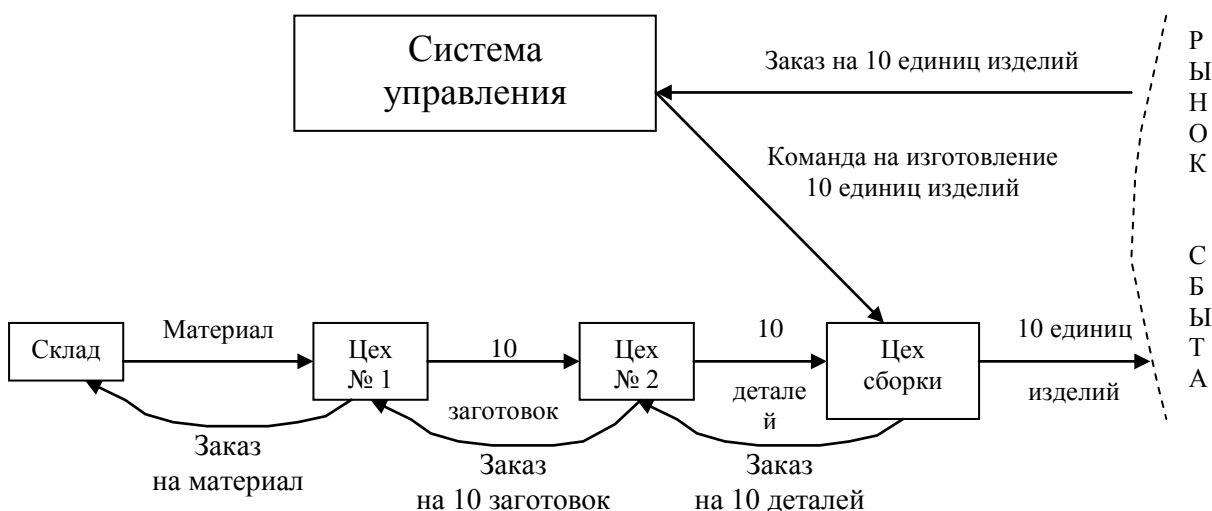 Система
управления
Заказ на 10 единиц изделий
Команда на изготовление
10 единиц изделий
РЫНОК СБЫТА
Склад
Материал
Цех
№ 1
10
заготовок
Цех
№ 2
10
детале
й
Цех
сборки
10 единиц
изделий
Заказ
на материал
Заказ
на 10 заготовок
Заказ
на 10 деталей